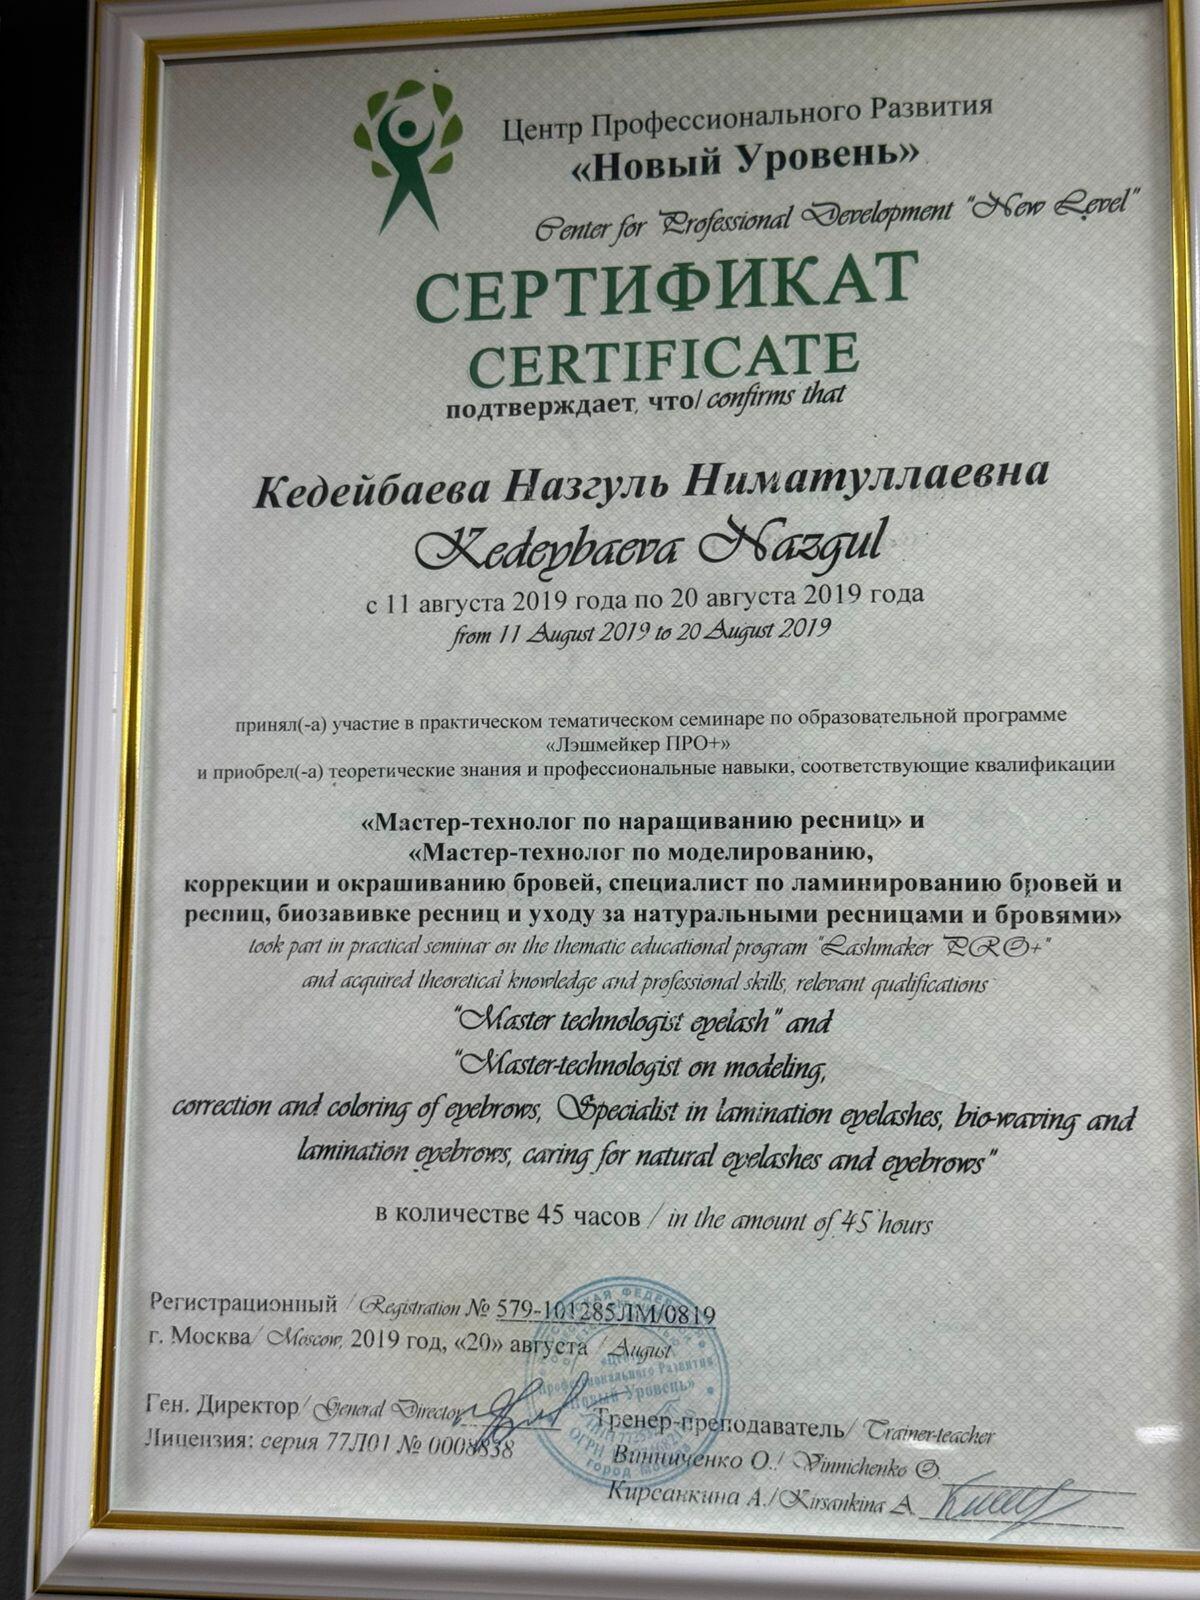 Центр Профессионального Развития
«Новый Уровень»
Center for Professional Development "New Level"
СЕРТИФИКАТ
CERTIFICATE
подтверждает, что/ confirms that
Кедейбаева Назгуль Ниматуллаевна
Kedeybaeva Nazgul
с 11 августа 2019 года по 20 августа 2019 года
from 11 August 2019 to 20 August 2019
принял(-а) участие в практическом тематическом семинаре по образовательной программе
«Лэшмейкер ПРО+»
и приобрел(-а) теоретические знания и профессиональные навыки, соответствующие квалификации
«Мастер-технолог по наращиванию ресниц» и
«Мастер-технолог по моделированию,
коррекции и окрашиванию бровей, специалист по ламинированию бровей и
ресниц, биозавивке ресниц и уходу за натуральными ресницами и бровями»
took part in practical seminar on the thematic educational program "Lashmaker PRO+"
and acquired theoretical knowledge and professional skills, relevant qualifications
"Master technologist eyelash" and
"Master-technologist on modeling,
correction and coloring of eyebrows, Specialist in lamination eyelashes, bio-waving and
lamination eyebrows, caring for natural eyelashes and eyebrows"
в количестве 45 часов / in the amount of 45 hours
Регистрационный / Registration № 579-101285ЛМ/0819
г. Москва/ Moscow, 2019 год, «20» августа / August
Ген. Директор/ General Director
Лицензия: серия 77Л01 № 0008838
Тренер-преподаватель/ Trainer-teacher
Винниченко О./ Vinnichenko O.
Кирсанкина А./Kirsankina A.
Профессионального Развития
«Новый Уровень»
город Москва